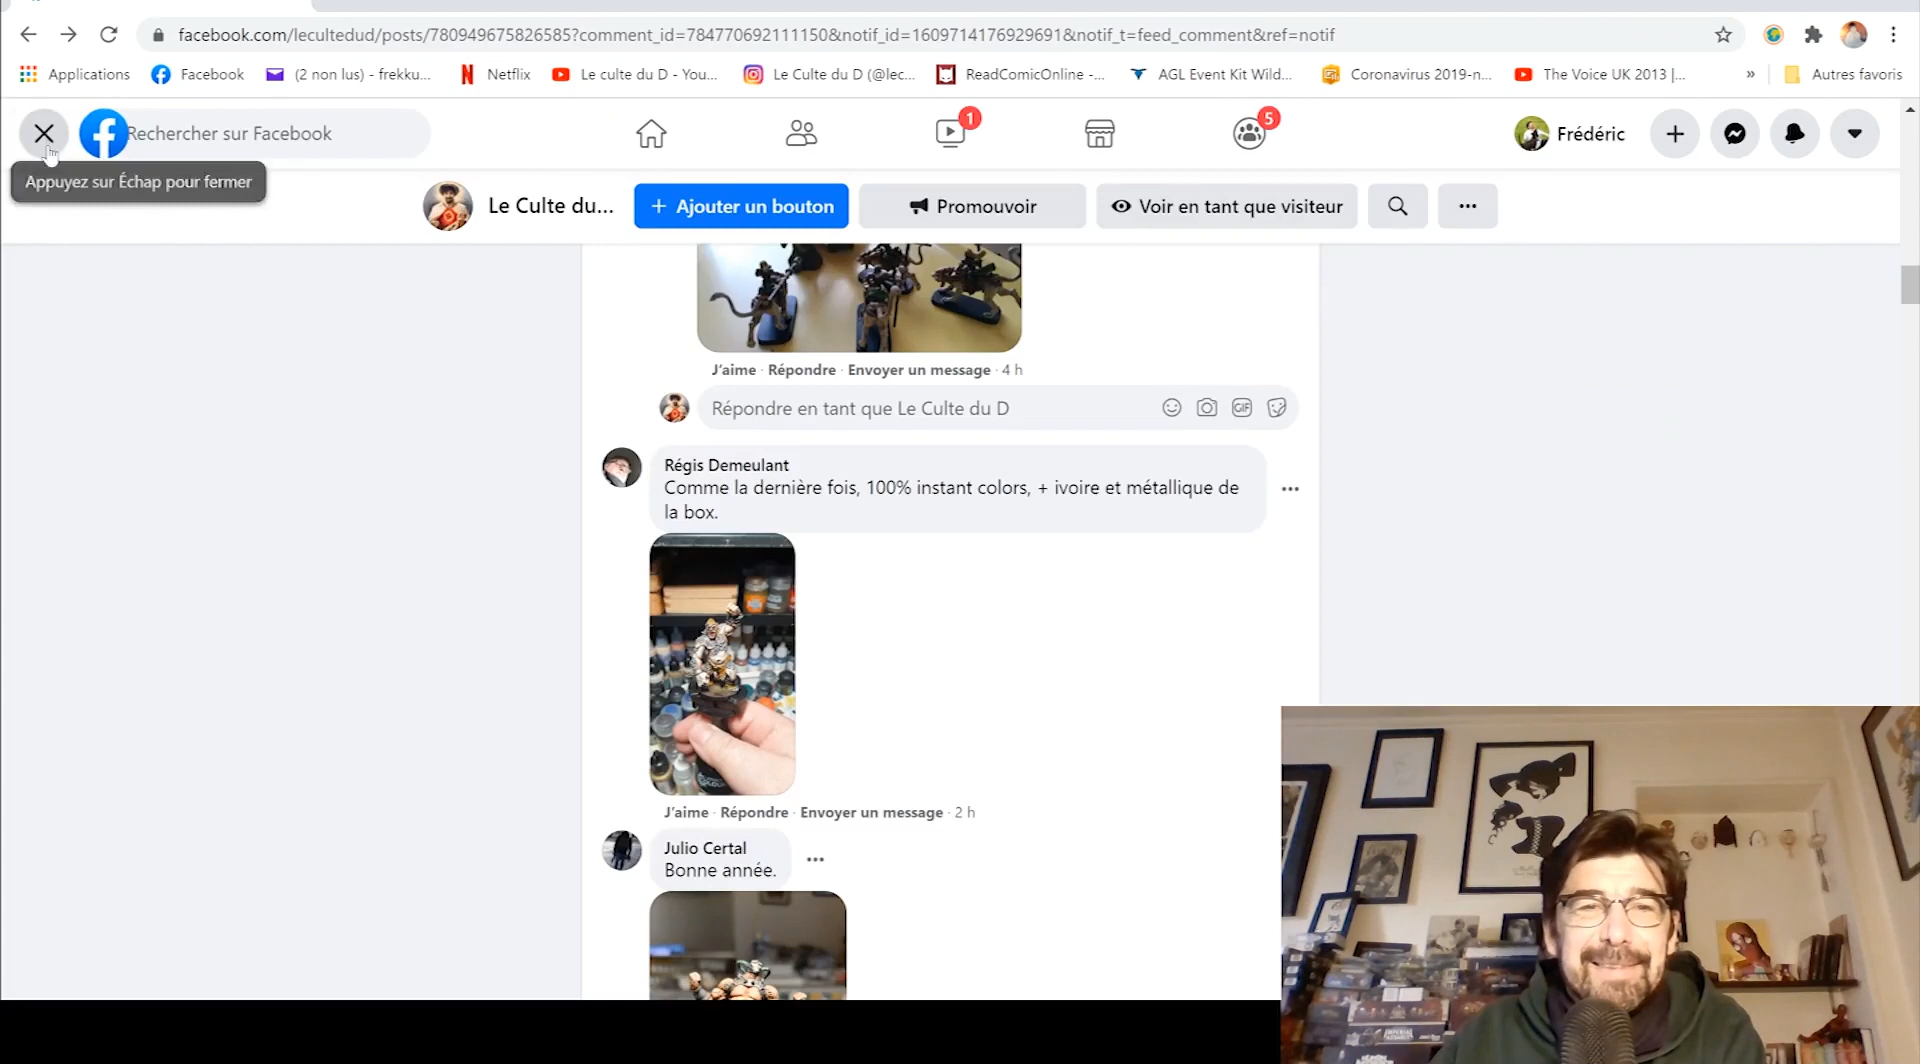 facebook.com/lecultedud/posts/780949675826585?comment_id=784770692111150&notif_id=1609714176929691&notif_t=feed_comment&ref=notif
Applications Facebook (2 non lus) - frekku... Netflix Le culte du D - You... Le Culte du D (@lec... ReadComicOnline -... AGL Event Kit Wild... Coronavirus 2019-n... The Voice UK 2013 |... » Autres favoris
Rechercher sur Facebook 1 5 Frédéric
Appuyez sur Échap pour fermer
Le Culte du... + Ajouter un bouton Promouvoir Voir en tant que visiteur ...
J'aime · Répondre · Envoyer un message · 4 h
Répondre en tant que Le Culte du D GIF
Régis Demeulant
Comme la dernière fois, 100% instant colors, + ivoire et métallique de
la box.
J'aime · Répondre · Envoyer un message · 2 h
Julio Certal
Bonne année.